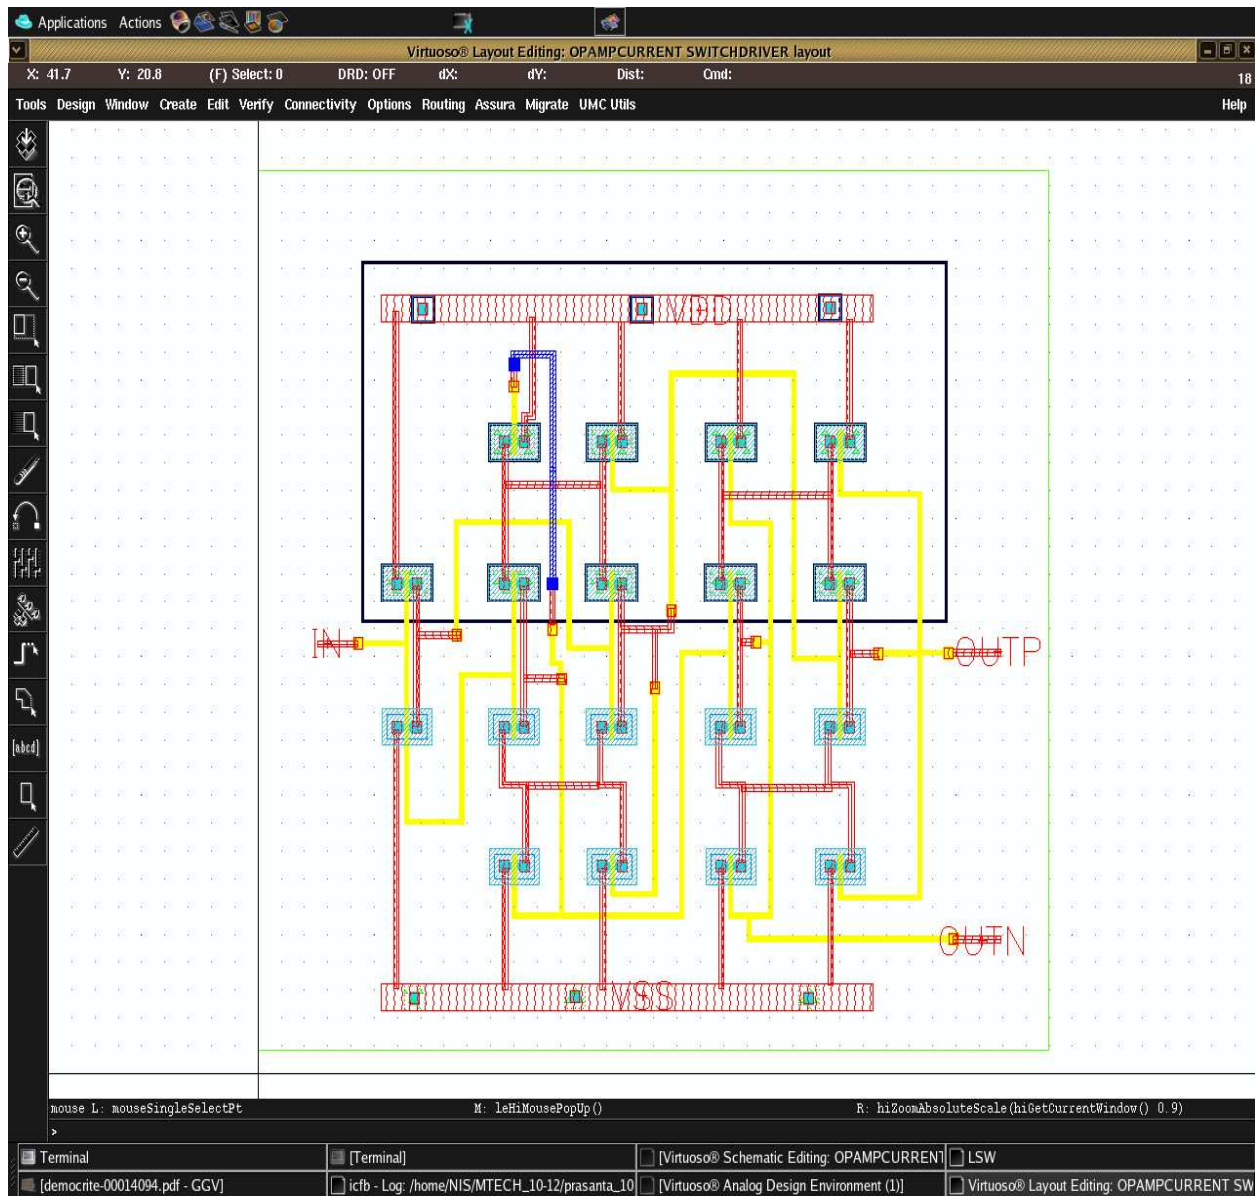 Applications Actions
Virtuoso® Layout Editing: OPAMPCURRENT SWITCHDRIVER layout
X: 41.7 Y: 20.8 (F) Select: 0 DRD: OFF dX: dY: Dist: Cmd: 18
Tools Design Window Create Edit Verify Connectivity Options Routing Assura Migrate UMC Utils Help
[abcd]
VDD
IN
OUTP
OUTN
VSS
mouse L: mouseSingleSelectPt M: leHiMousePopUp() R: hiZoomAbsoluteScale(hiGetCurrentWindow() 0.9)
>
Terminal [Terminal] [Virtuoso® Schematic Editing: OPAMPCURRENT LSW
[democrite-00014094.pdf - GGV] icfb - Log: /home/NIS/MTECH_10-12/prasanta_10 [Virtuoso® Analog Design Environment (1)] Virtuoso® Layout Editing: OPAMPCURRENT SW